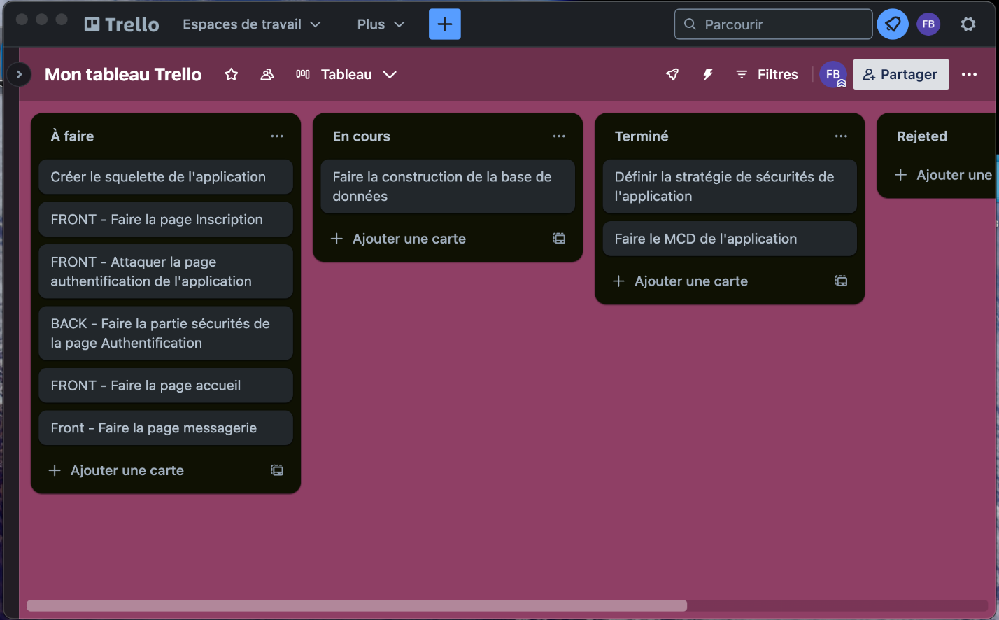 Trello
Espaces de travail
Plus
Parcourir
FB
Mon tableau Trello
Tableau
Filtres
FB
Partager
À faire
Créer le squelette de l'application
FRONT - Faire la page Inscription
FRONT - Attaquer la page
authentification de l'application
BACK - Faire la partie sécurités de
la page Authentification
FRONT - Faire la page accueil
Front - Faire la page messagerie
Ajouter une carte
En cours
Faire la construction de la base de
données
Ajouter une carte
Terminé
Définir la stratégie de sécurités de
l'application
Faire le MCD de l'application
Ajouter une carte
Rejeted
Ajouter une